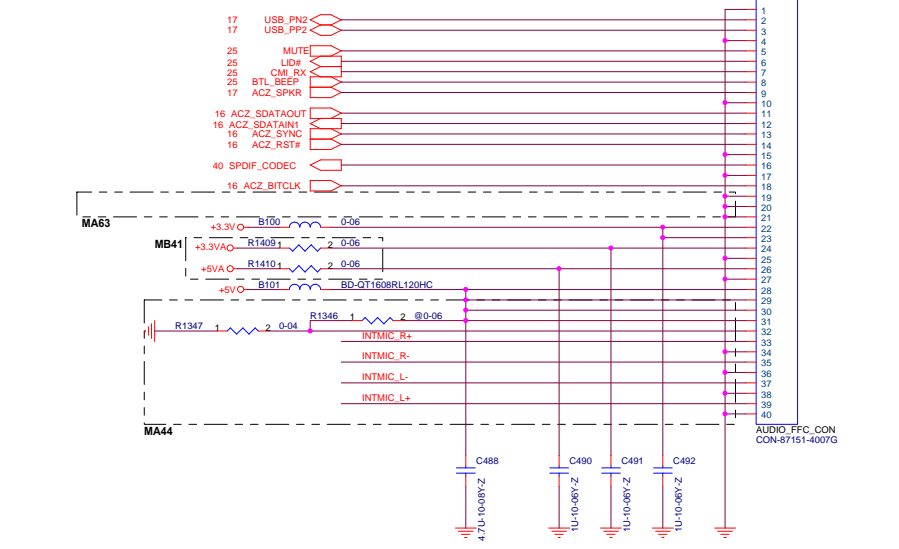 17 USB_PN2 1
17 USB_PP2 2
3
4
25 MUTE 5
25 LID# 6
25 CMI_RX 7
25 BTL_BEEP 8
17 ACZ_SPKR 9
10
16 ACZ_SDATAOUT 11
16 ACZ_SDATAIN1 12
16 ACZ_SYNC 13
16 ACZ_RST# 14
15
40 SPDIF_CODEC 16
17
16 ACZ_BITCLK 18
19
20
21
MA63
+3.3V B100 0-06 22
23
MB41 +3.3VA R1409 1 2 0-06 24
25
+5VA R1410 1 2 0-06 26
27
+5V B101 BD-QT1608RL120HC 28
29
30
R1346 1 2 @0-06 31
R1347 1 2 0-04 32
INTMIC_R+ 33
34
INTMIC_R- 35
36
INTMIC_L- 37
38
INTMIC_L+ 39
40
MA44
AUDIO_FFC_CON
CON-87151-4007G
C488 C490 C491 C492
4.7U-10-08Y-Z
1U-10-06Y-Z
1U-10-06Y-Z
1U-10-06Y-Z